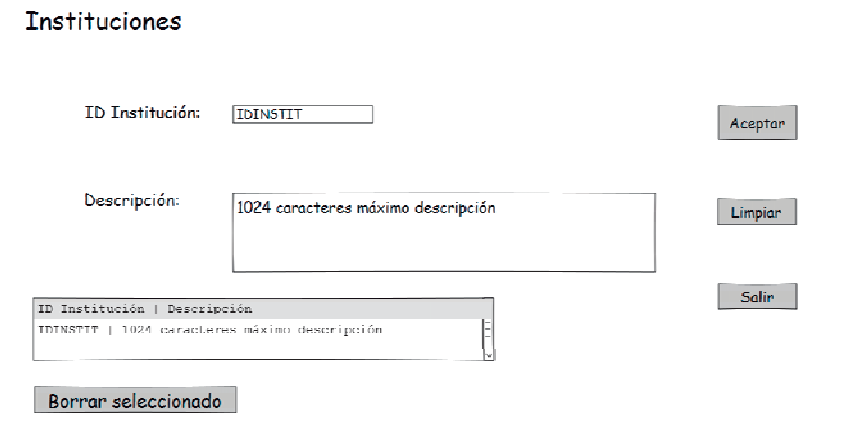 Instituciones
ID Institución:
IDINSTIT
Aceptar
Descripción:
1024 caracteres máximo descripción
Limpiar
Salir
ID Institución | Descripción
IDINSTIT | 1024 caracteres máximo descripción
Borrar seleccionado